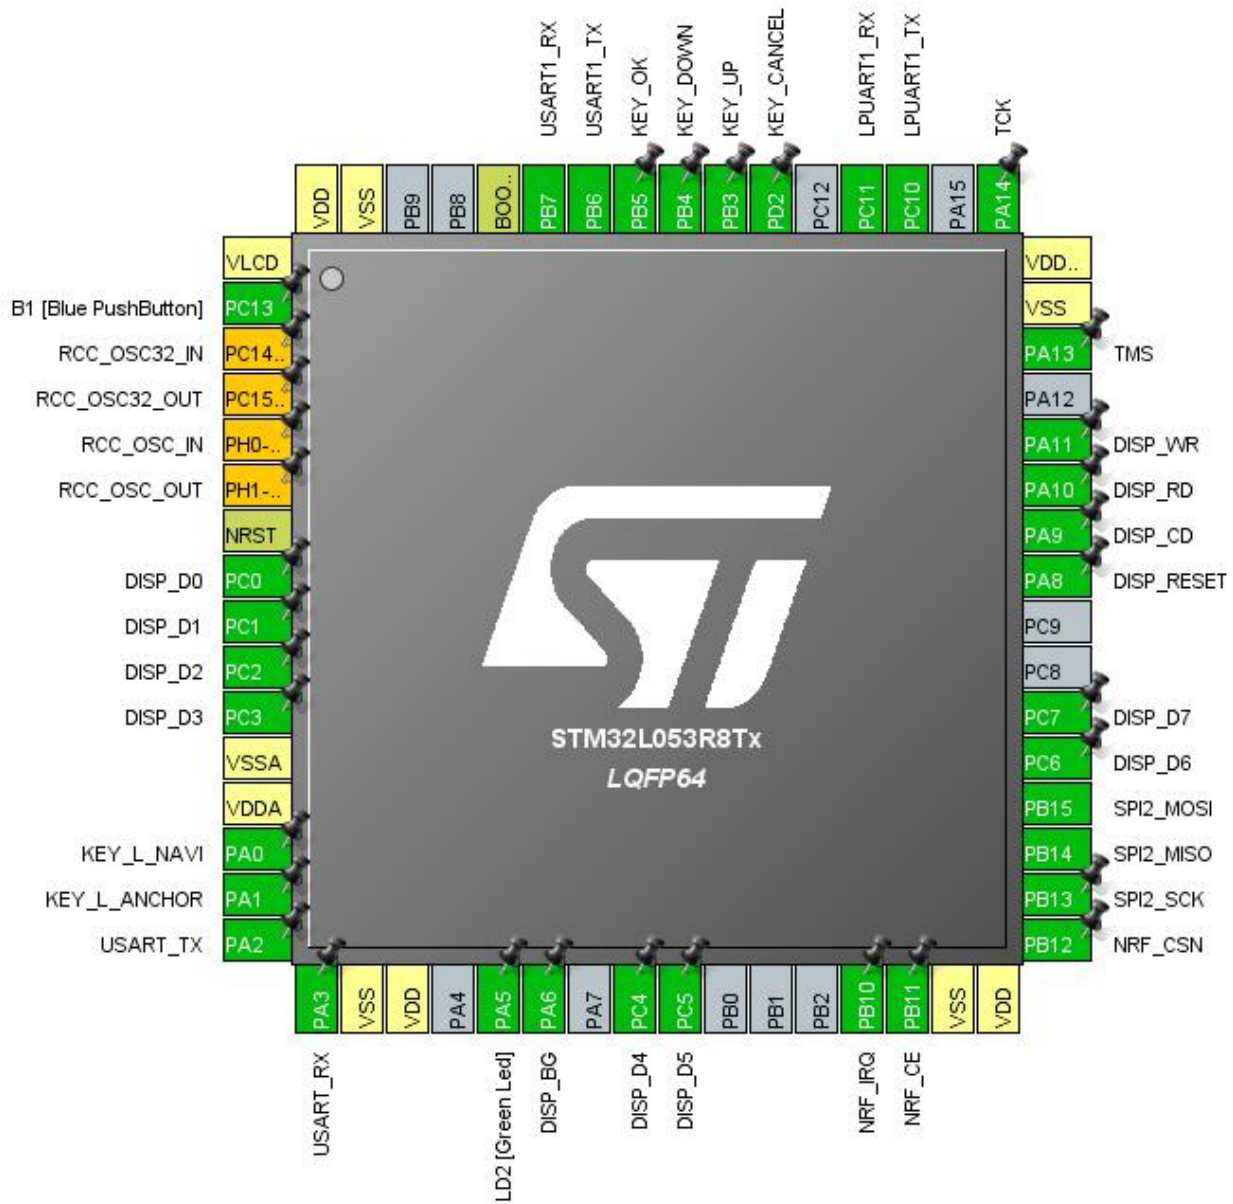 USART1_RX
USART1_TX
KEY_OK
KEY_DOWN
KEY_UP
KEY_CANCEL
LPUART1_RX
LPUART1_TX
TCK
VDD
VSS
PB9
PB8
BOO..
PB7
PB6
PB5
PB4
PB3
PD2
PC12
PC11
PC10
PA15
PA14
VLCD
B1 [Blue PushButton] PC13
RCC_OSC32_IN PC14..
RCC_OSC32_OUT PC15..
RCC_OSC_IN PH0-..
RCC_OSC_OUT PH1-..
NRST
DISP_D0 PC0
DISP_D1 PC1
DISP_D2 PC2
DISP_D3 PC3
VSSA
VDDA
KEY_L_NAVI PA0
KEY_L_ANCHOR PA1
USART_TX PA2
STM32L053R8Tx
LQFP64
VDD..
VSS
PA13 TMS
PA12
PA11 DISP_WR
PA10 DISP_RD
PA9 DISP_CD
PA8 DISP_RESET
PC9
PC8
PC7 DISP_D7
PC6 DISP_D6
PB15 SPI2_MOSI
PB14 SPI2_MISO
PB13 SPI2_SCK
PB12 NRF_CSN
PA3
VSS
VDD
PA4
PA5
PA6
PA7
PC4
PC5
PB0
PB1
PB2
PB10
PB11
VSS
VDD
USART_RX
LD2 [Green Led]
DISP_BG
DISP_D4
DISP_D5
NRF_IRQ
NRF_CE